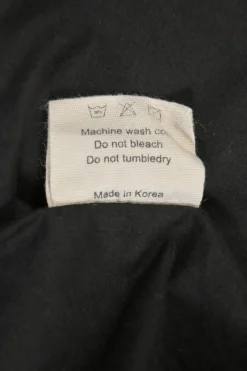 Machine wash co
Do not bleach
Do not tumbledry
Made in Korea